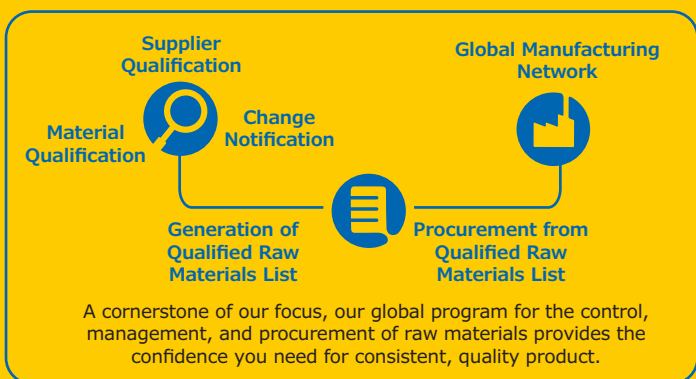 Supplier
Qualification
Global Manufacturing
Network
Material
Qualification
Change
Notification
Generation of
Qualified Raw
Materials List
Procurement from
Qualified Raw
Materials List
A cornerstone of our focus, our global program for the control,
management, and procurement of raw materials provides the
confidence you need for consistent, quality product.